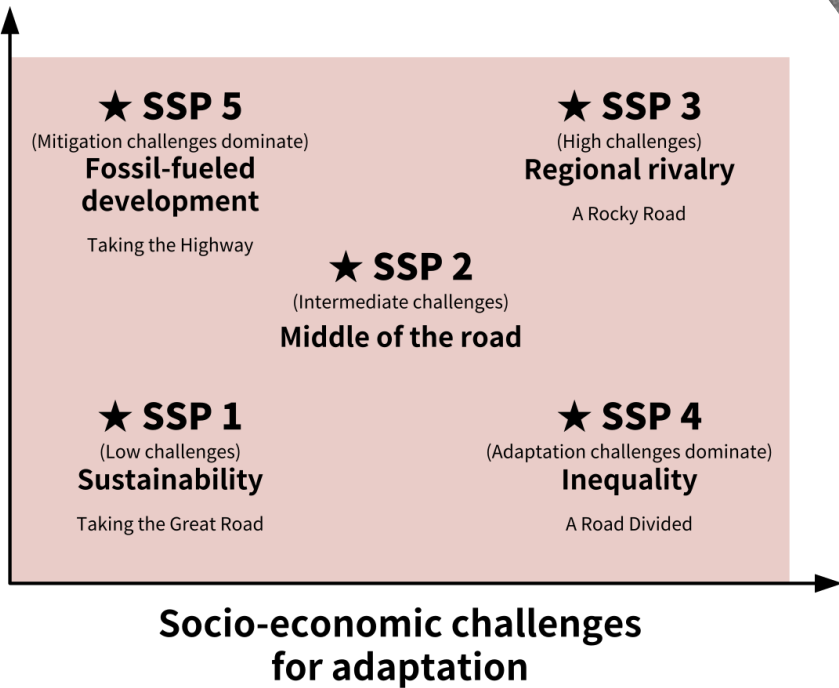 ★ SSP 5
(Mitigation challenges dominate)
Fossil-fueled
development
Taking the Highway
★ SSP 3
(High challenges)
Regional rivalry
A Rocky Road
★ SSP 2
(Intermediate challenges)
Middle of the road
★ SSP 1
(Low challenges)
Sustainability
Taking the Great Road
★ SSP 4
(Adaptation challenges dominate)
Inequality
A Road Divided
Socio-economic challenges
for adaptation